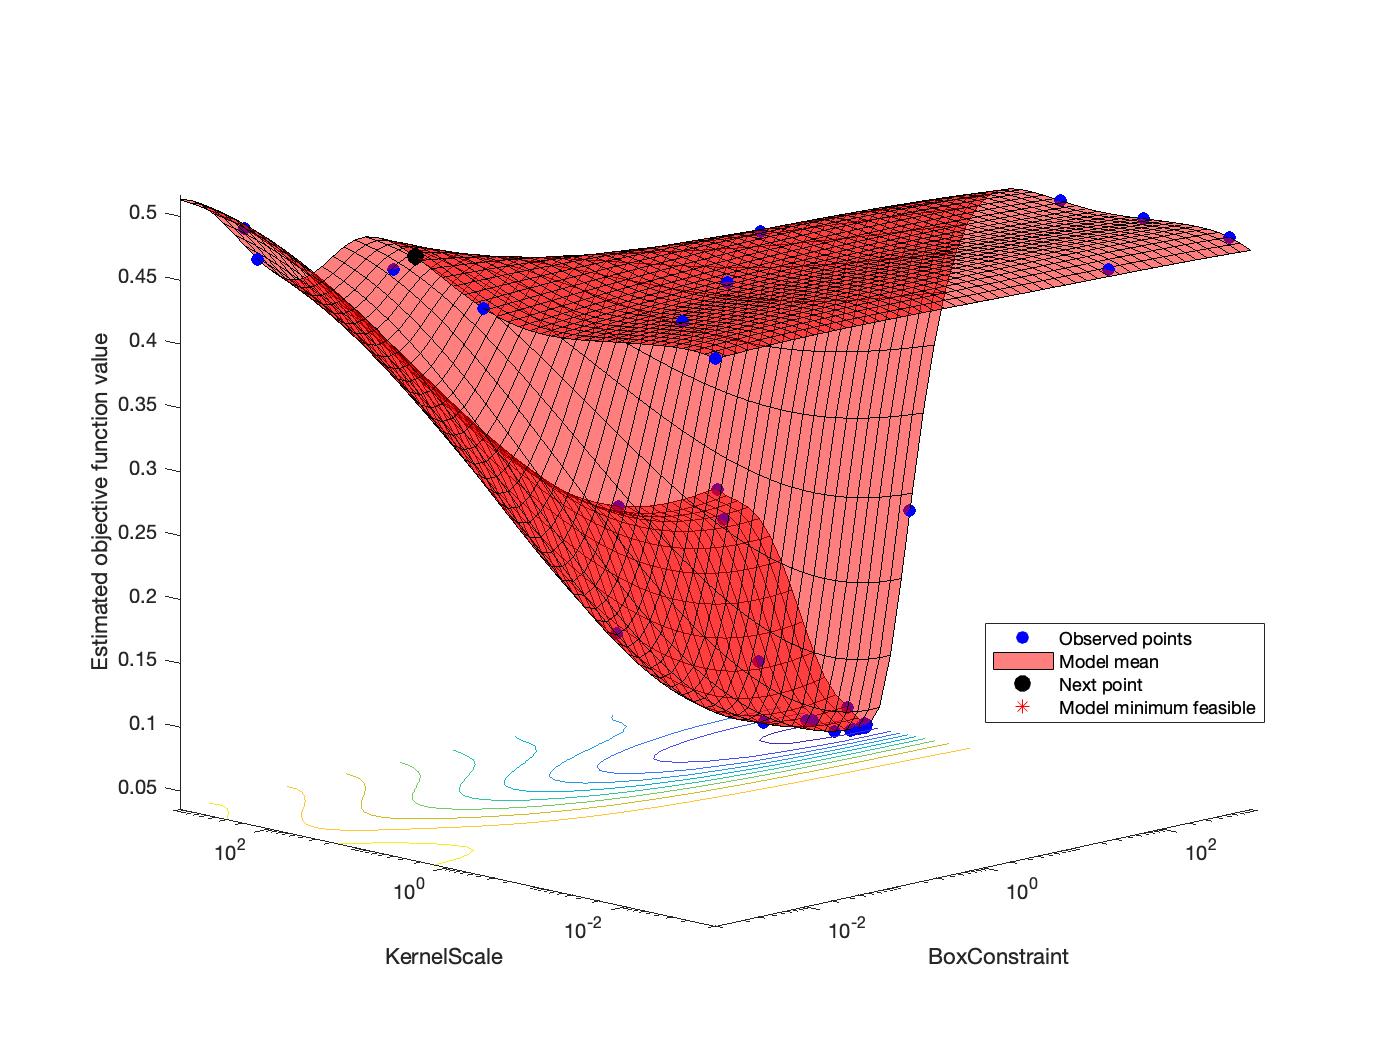 Estimated objective function value
0.5
0.45
0.4
0.35
0.3
0.25
0.2
0.15
0.1
0.05
10^2
10^0
10^-2
KernelScale
10^-2
10^0
10^2
BoxConstraint
Observed points
Model mean
Next point
Model minimum feasible